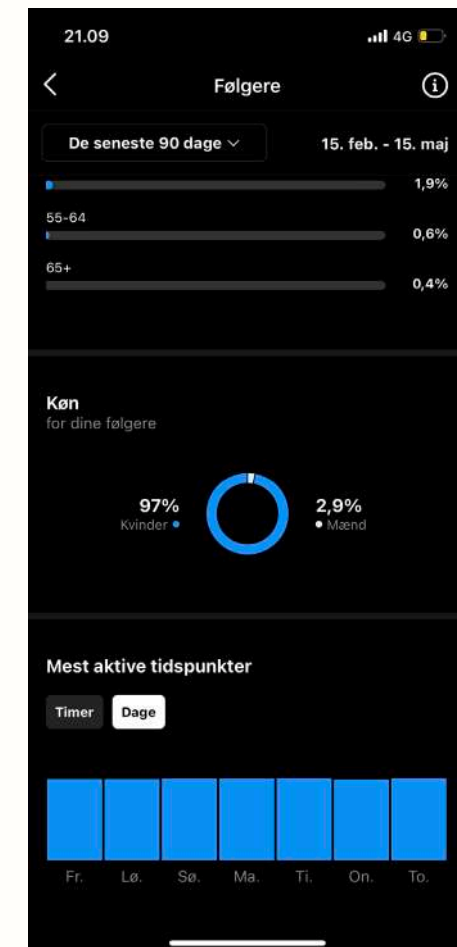 21.09
4G
Følgere
De seneste 90 dage
15. feb. - 15. maj
1,9%
55-64
0,6%
65+
0,4%
Køn
for dine følgere
97%
Kvinder
2,9%
Mænd
Mest aktive tidspunkter
Timer
Dage
Fr. Lø. Sø. Ma. Ti. On. To.